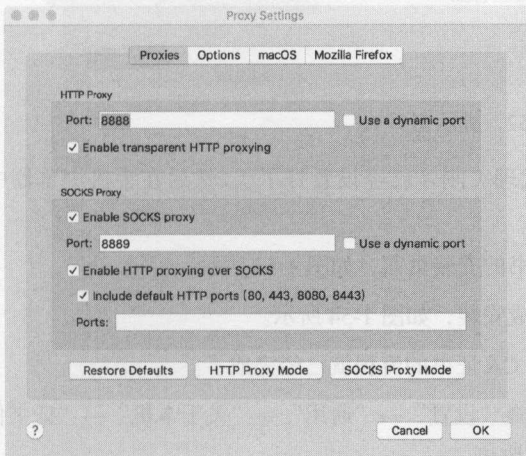 Proxy Settings
Proxies Options macOS Mozilla Firefox
HTTP Proxy
Port: 8888 Use a dynamic port
Enable transparent HTTP proxying
SOCKS Proxy
Enable SOCKS proxy
Port: 8889 Use a dynamic port
Enable HTTP proxying over SOCKS
Include default HTTP ports (80, 443, 8080, 8443)
Ports:
Restore Defaults HTTP Proxy Mode SOCKS Proxy Mode
? Cancel OK